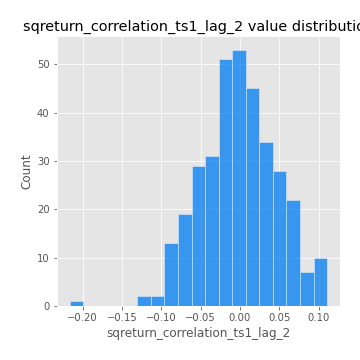 sqreturn_correlation_ts1_lag_2 value distributio
50
40
30
20
10
0
Count
−0.20 −0.15 −0.10 −0.05 0.00 0.05 0.10
sqreturn_correlation_ts1_lag_2